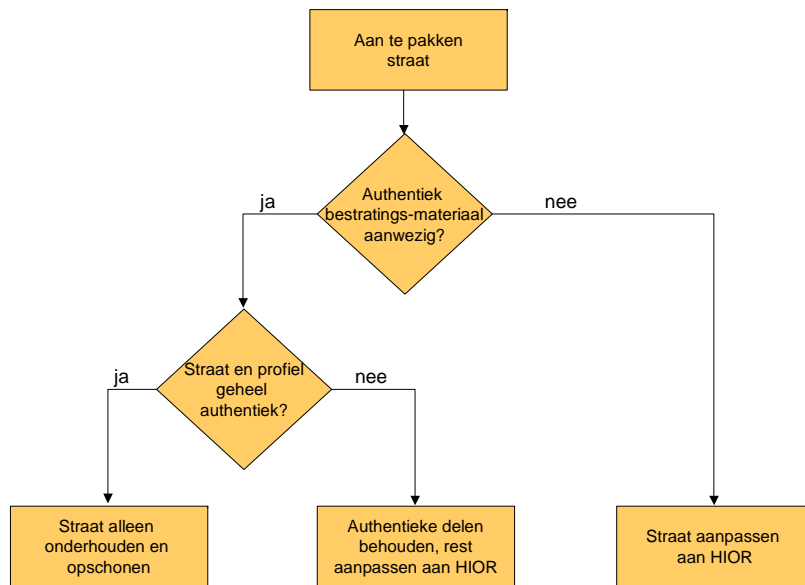 Aan te pakken
straat
Authentiek
bestratings-materiaal
aanwezig?
ja
nee
Straat en profiel
geheel
authentiek?
ja
nee
Straat alleen
onderhouden en
opschonen
Authentieke delen
behouden, rest
aanpassen aan HIOR
Straat aanpassen
aan HIOR